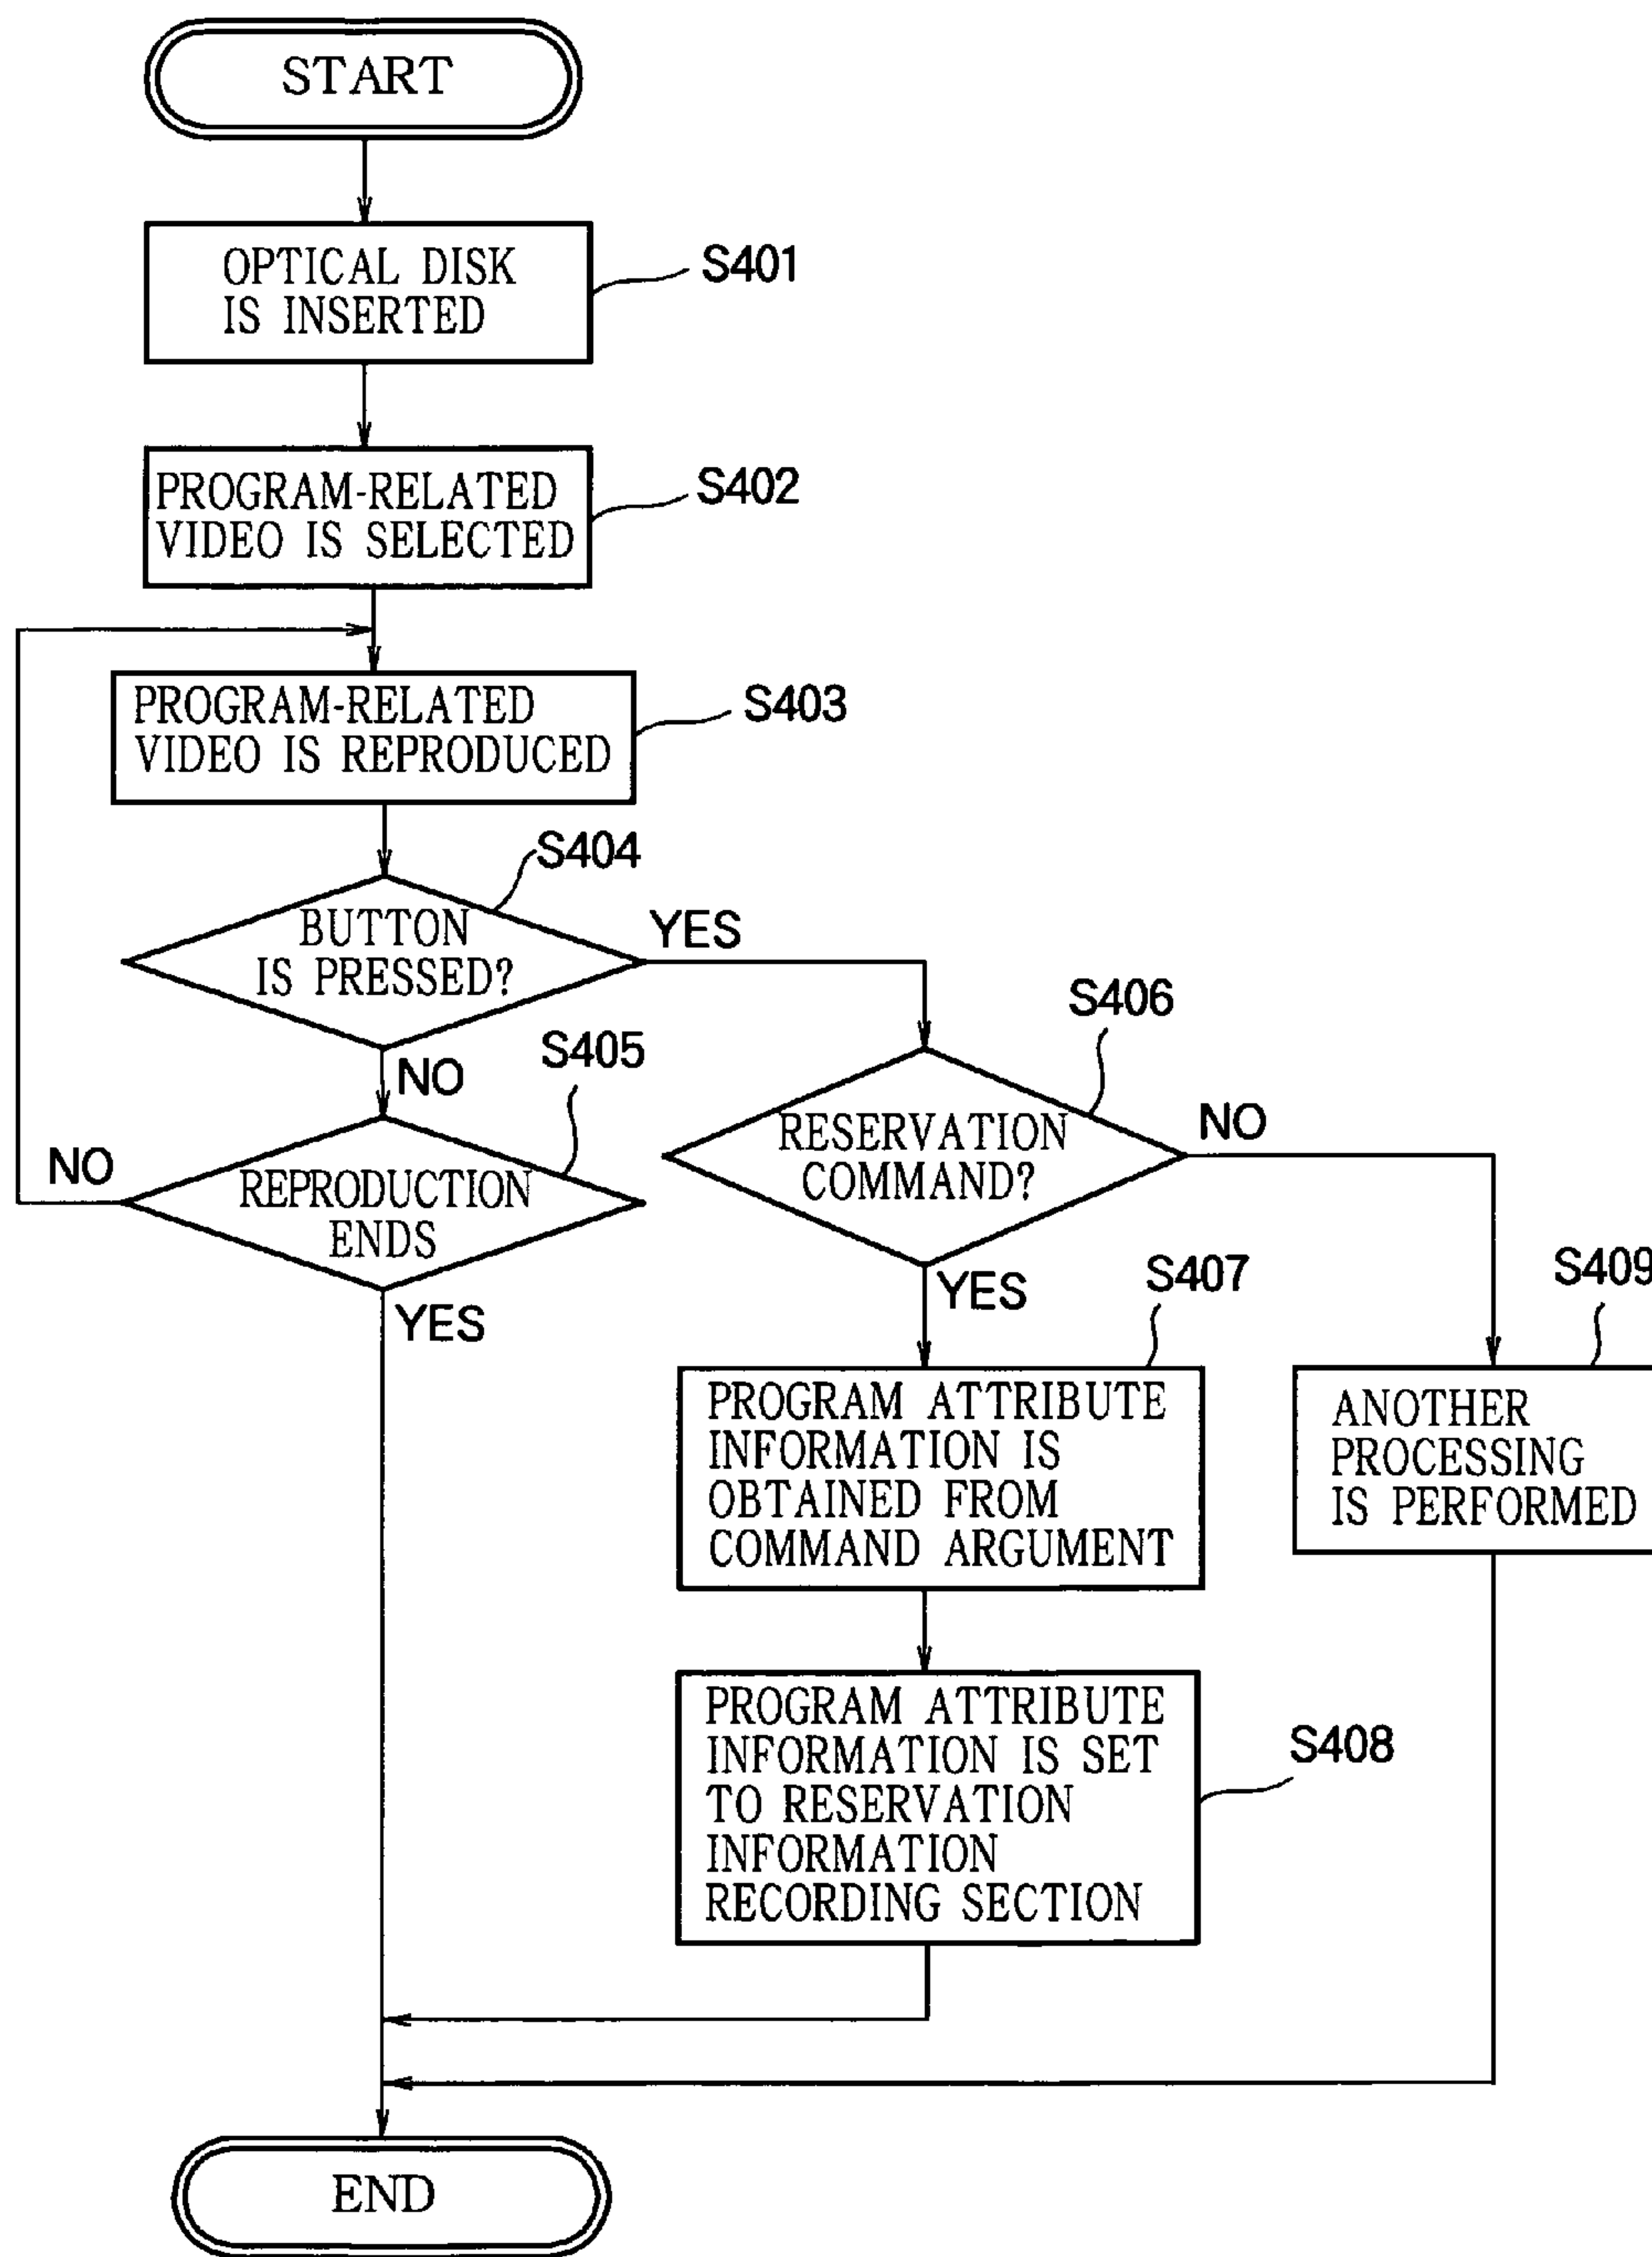 START
OPTICAL DISK
IS INSERTED
S401
PROGRAM-RELATED
VIDEO IS SELECTED
S402
PROGRAM-RELATED
VIDEO IS REPRODUCED
S403
S404
BUTTON
IS PRESSED?
YES
NO
S405
REPRODUCTION
ENDS
NO
YES
S406
RESERVATION
COMMAND?
NO
YES
S407
PROGRAM ATTRIBUTE
INFORMATION IS
OBTAINED FROM
COMMAND ARGUMENT
S409
ANOTHER
PROCESSING
IS PERFORMED
PROGRAM ATTRIBUTE
INFORMATION IS SET
TO RESERVATION
INFORMATION
RECORDING SECTION
S408
END